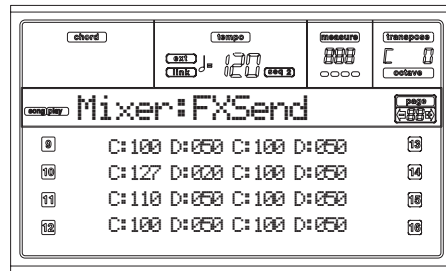 chord tempo measure transpose
ext link ♩= 120 seq 2 888 C 0
octave
song play Mixer:FXSend page
9 C:100 D:050 C:100 D:050 13
10 C:127 D:020 C:100 D:050 14
11 C:110 D:050 C:100 D:050 15
12 C:100 D:050 C:100 D:050 16